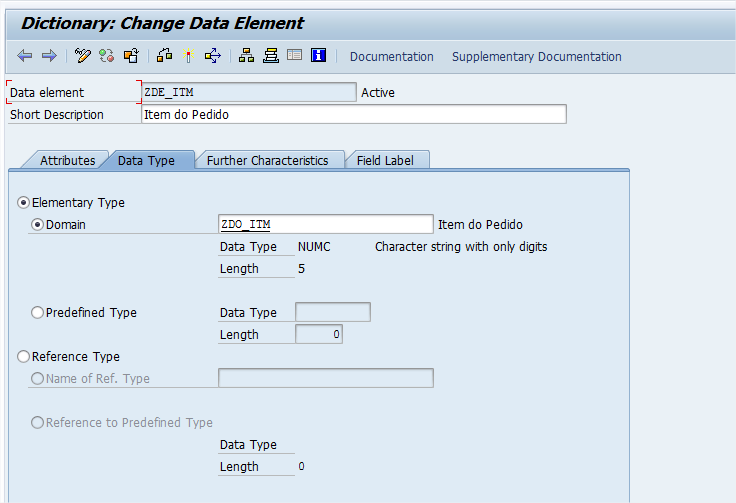 Dictionary: Change Data Element
Documentation Supplementary Documentation
Data element ZDE_ITM Active
Short Description Item do Pedido
Attributes Data Type Further Characteristics Field Label
Elementary Type
Domain ZDO_ITM Item do Pedido
Data Type NUMC Character string with only digits
Length 5
Predefined Type Data Type
Length 0
Reference Type
Name of Ref. Type
Reference to Predefined Type
Data Type
Length 0